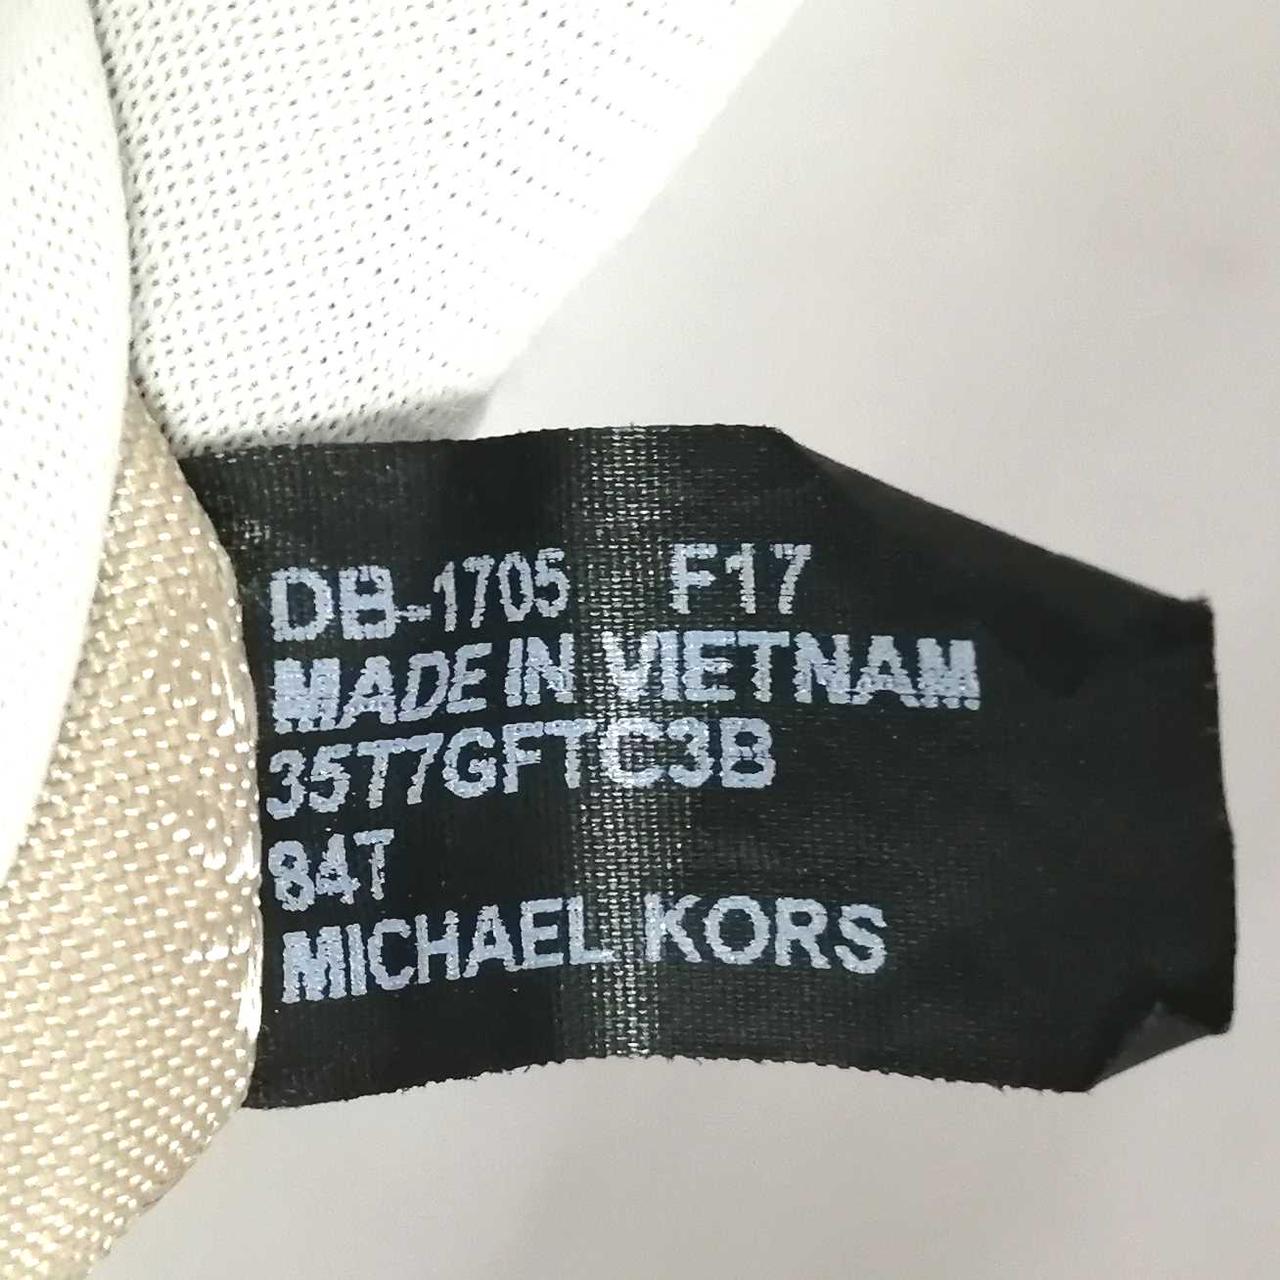 DB-1705 F17
MADE IN VIETNAM
35T7GFTC3B
84T
MICHAEL KORS